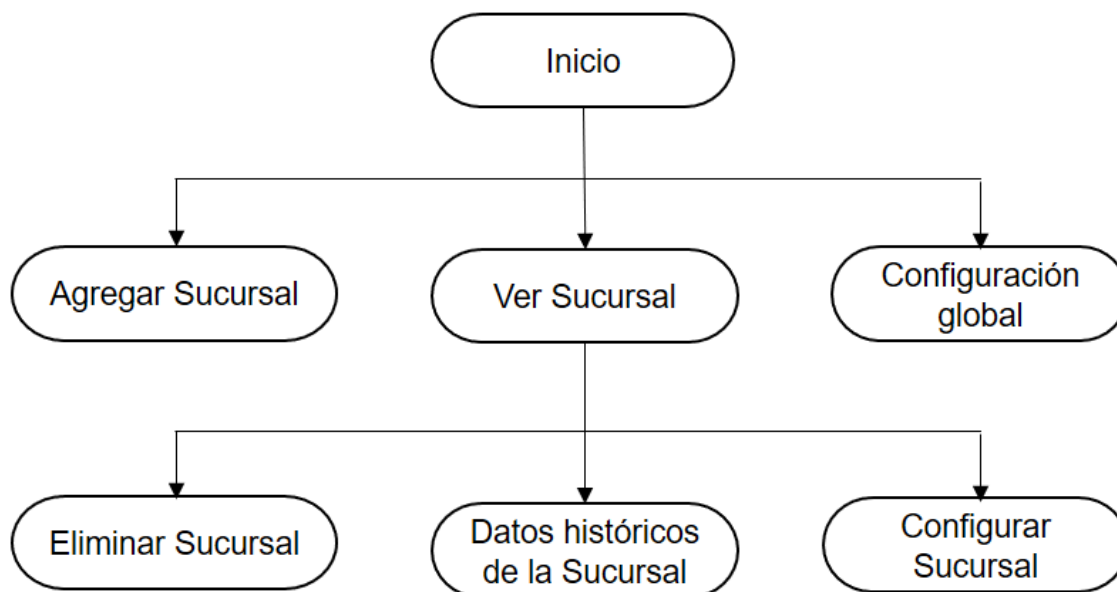 Inicio
Agregar Sucursal
Ver Sucursal
Configuración
global
Eliminar Sucursal
Datos históricos
de la Sucursal
Configurar
Sucursal